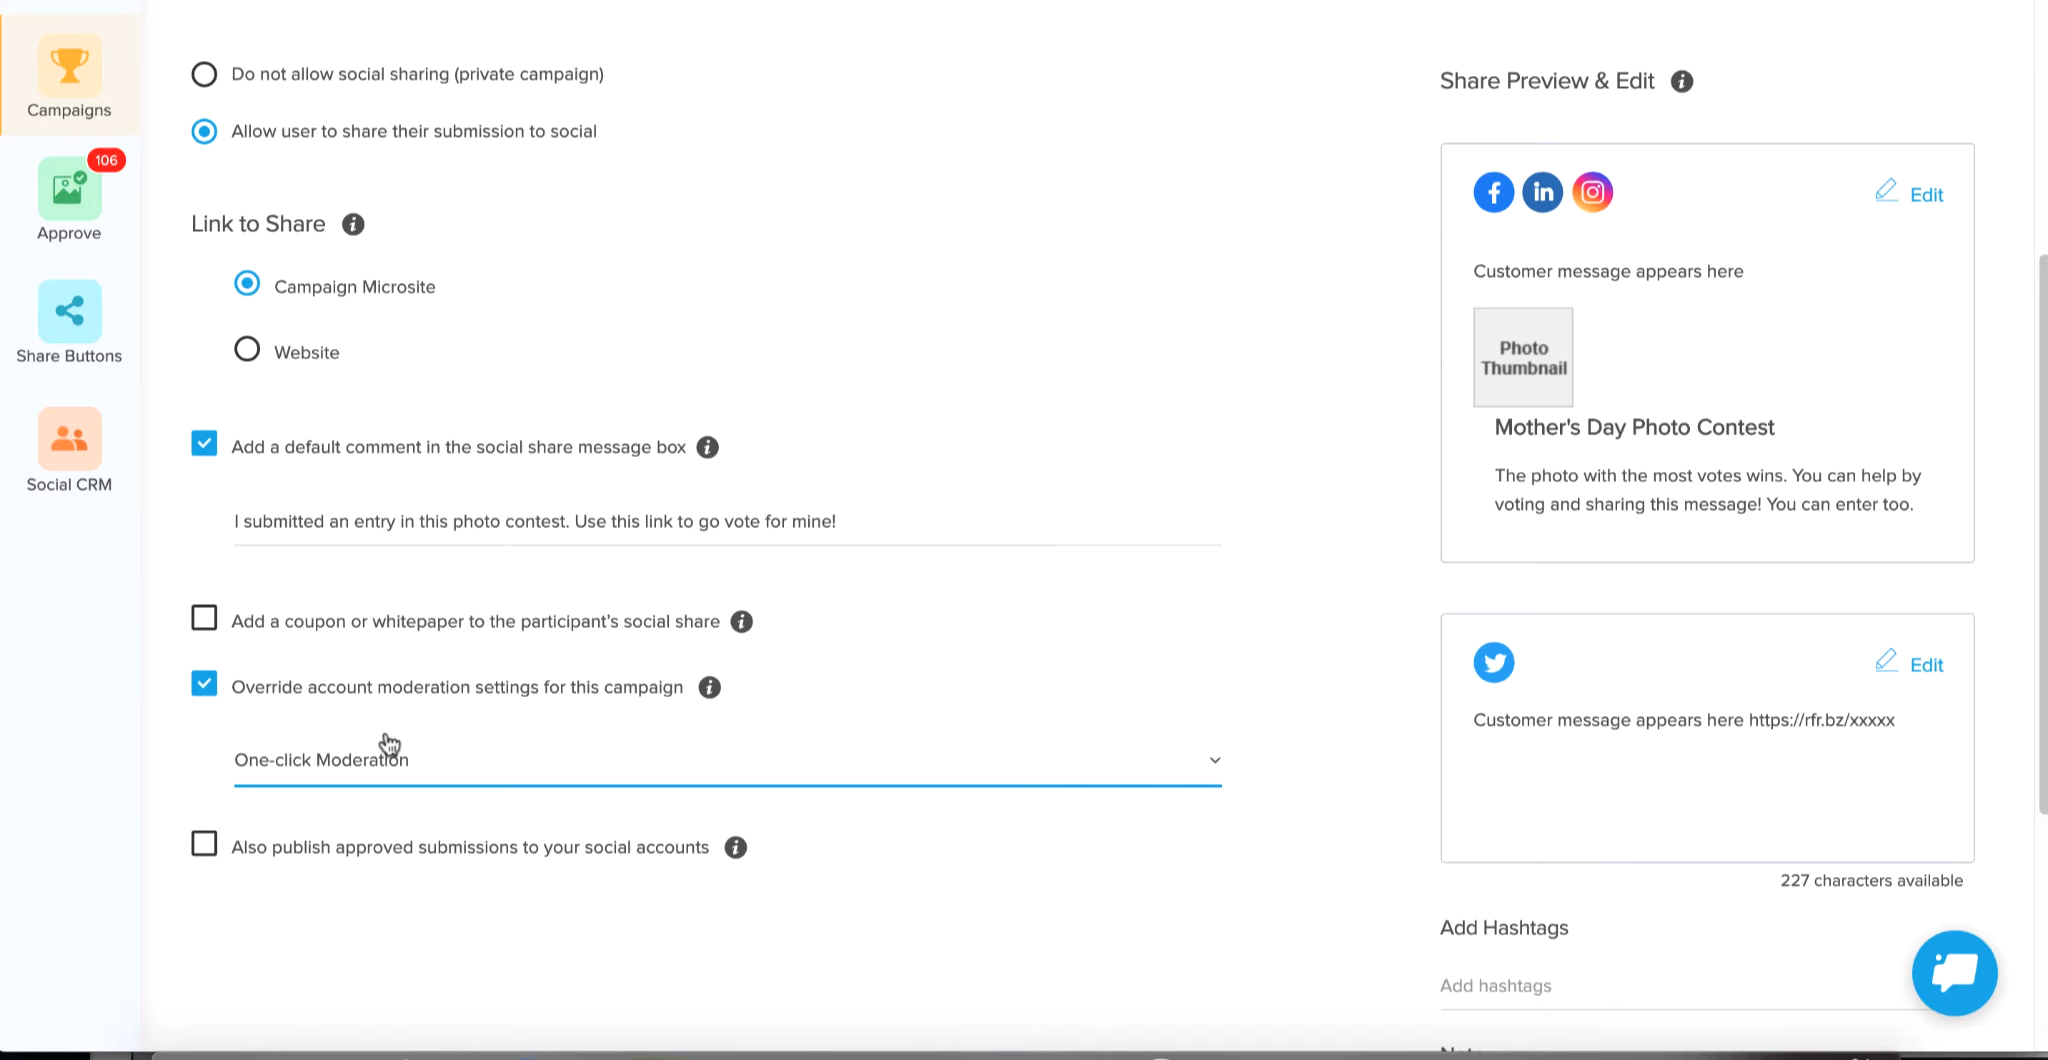 Campaigns
106
Approve
Share Buttons
Social CRM
Do not allow social sharing (private campaign)
Allow user to share their submission to social
Link to Share
Campaign Microsite
Website
Add a default comment in the social share message box
I submitted an entry in this photo contest. Use this link to go vote for mine!
Add a coupon or whitepaper to the participant's social share
Override account moderation settings for this campaign
One-click Moderation
Also publish approved submissions to your social accounts
Share Preview & Edit
Edit
Customer message appears here
Photo
Thumbnail
Mother's Day Photo Contest
The photo with the most votes wins. You can help by
voting and sharing this message! You can enter too.
Edit
Customer message appears here https://rfr.bz/xxxxx
227 characters available
Add Hashtags
Add hashtags